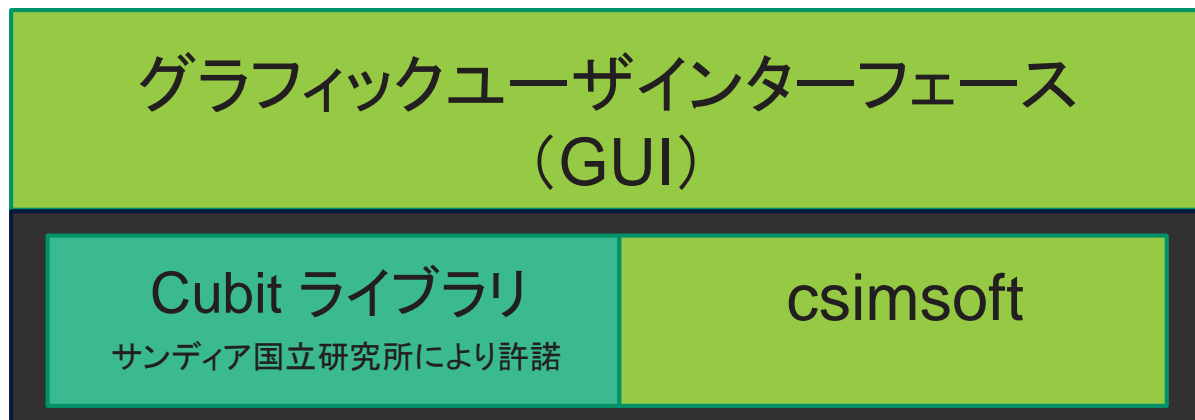 グラフィックユーザインターフェース
（GUI）
Cubit ライブラリ
サンディア国立研究所により許諾
csimsoft